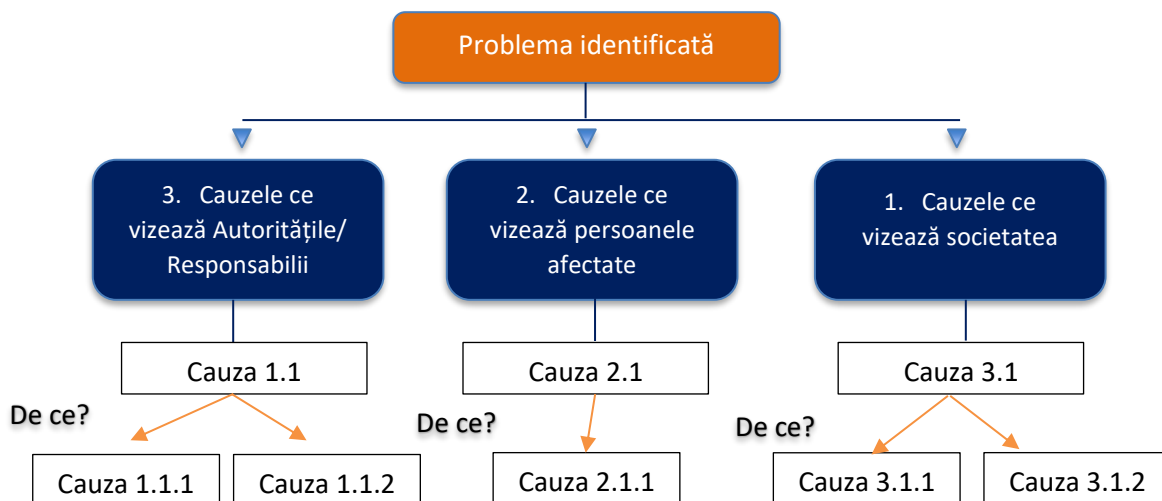 Problema identificată
3. Cauzele ce
vizează Autoritățile/
Responsabilii
2. Cauzele ce
vizează persoanele
afectate
1. Cauzele ce
vizează societatea
Cauza 1.1
Cauza 2.1
Cauza 3.1
De ce?
De ce?
De ce?
Cauza 1.1.1
Cauza 1.1.2
Cauza 2.1.1
Cauza 3.1.1
Cauza 3.1.2